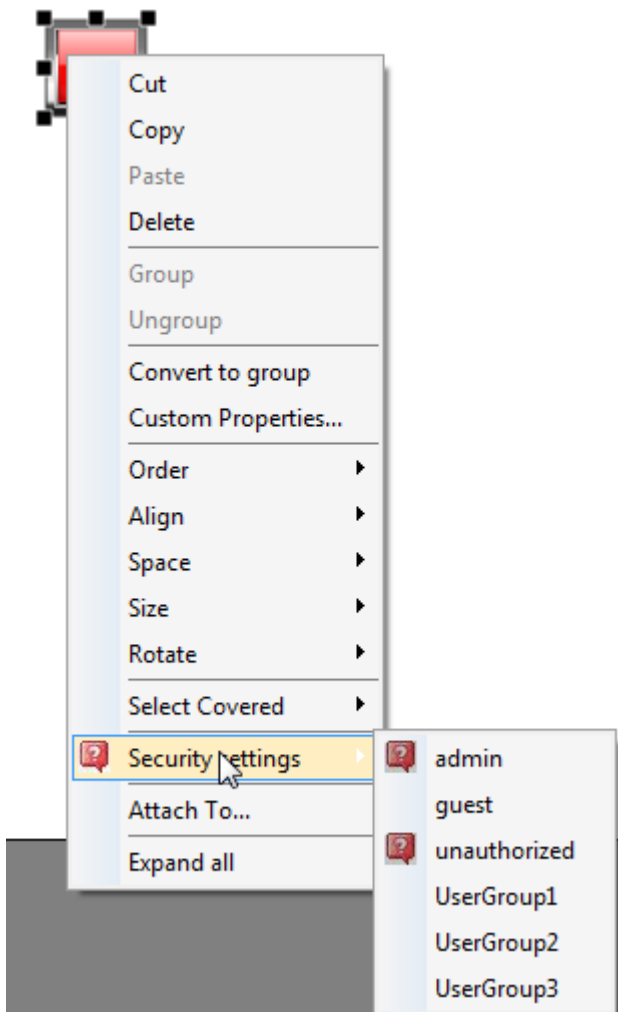 Cut
Copy
Paste
Delete
Group
Ungroup
Convert to group
Custom Properties...
Order
Align
Space
Size
Rotate
Select Covered
Security settings
Attach To...
Expand all
admin
guest
unauthorized
UserGroup1
UserGroup2
UserGroup3